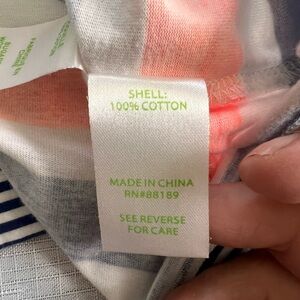 SHELL:
100% COTTON
MADE IN CHINA
RN#88189
SEE REVERSE
FOR CARE